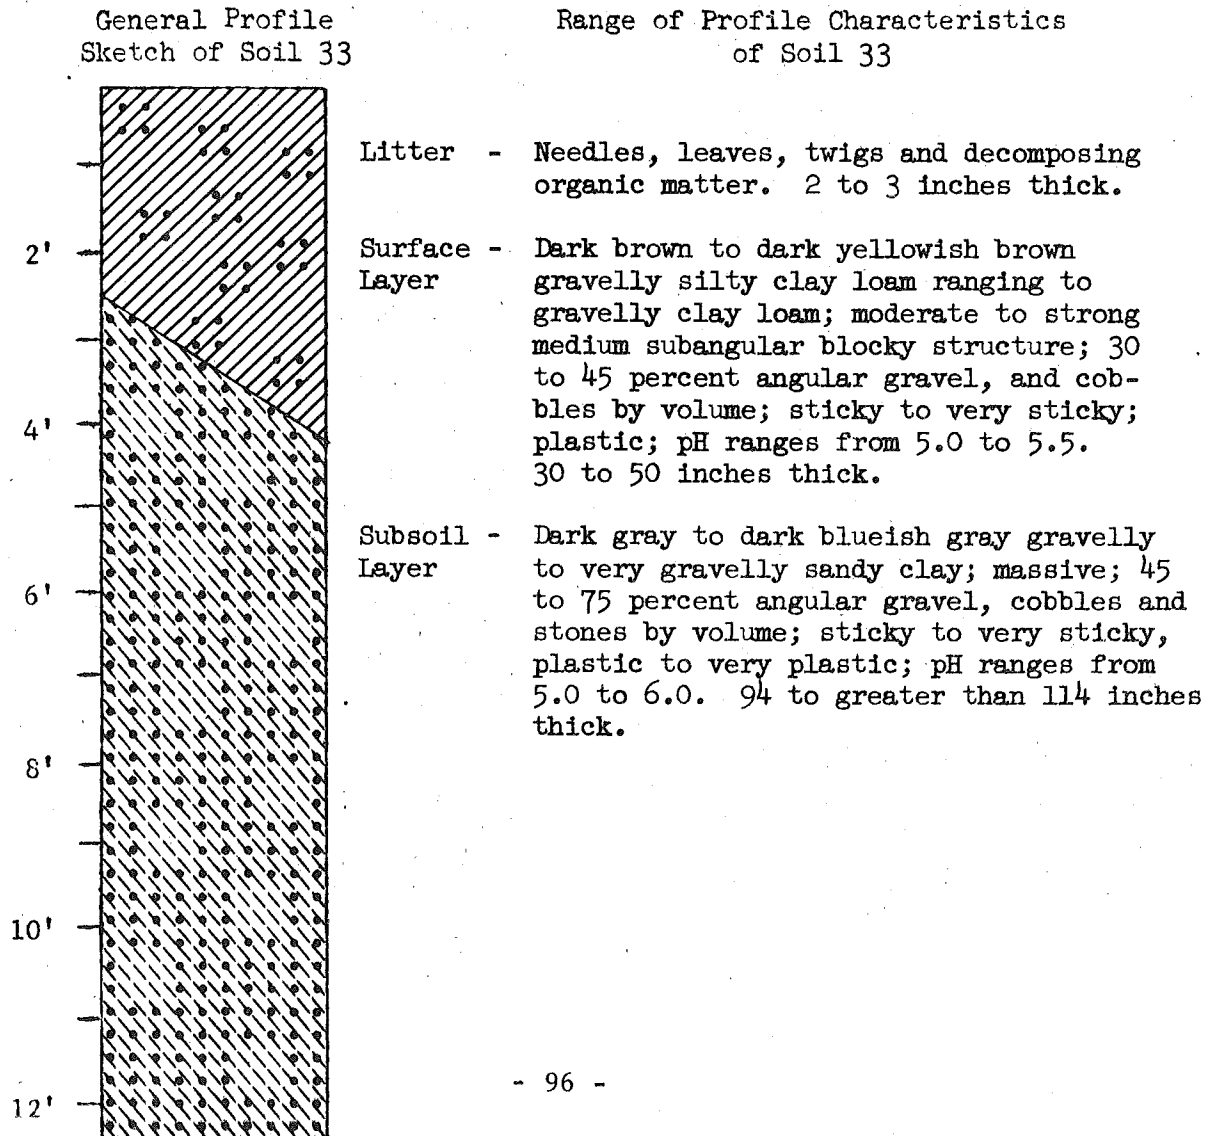 General Profile
Sketch of Soil 33
Range of Profile Characteristics
of Soil 33
Litter - Needles, leaves, twigs and decomposing
organic matter. 2 to 3 inches thick.
Surface - Dark brown to dark yellowish brown
Layer gravelly silty clay loam ranging to
gravelly clay loam; moderate to strong
medium subangular blocky structure; 30
to 45 percent angular gravel, and cob-
bles by volume; sticky to very sticky;
plastic; pH ranges from 5.0 to 5.5.
30 to 50 inches thick.
Subsoil - Dark gray to dark blueish gray gravelly
Layer to very gravelly sandy clay; massive; 45
to 75 percent angular gravel, cobbles and
stones by volume; sticky to very sticky,
plastic to very plastic; pH ranges from
5.0 to 6.0. 94 to greater than 114 inches
thick.
2'
4'
6'
8'
10'
12'
- 96 -